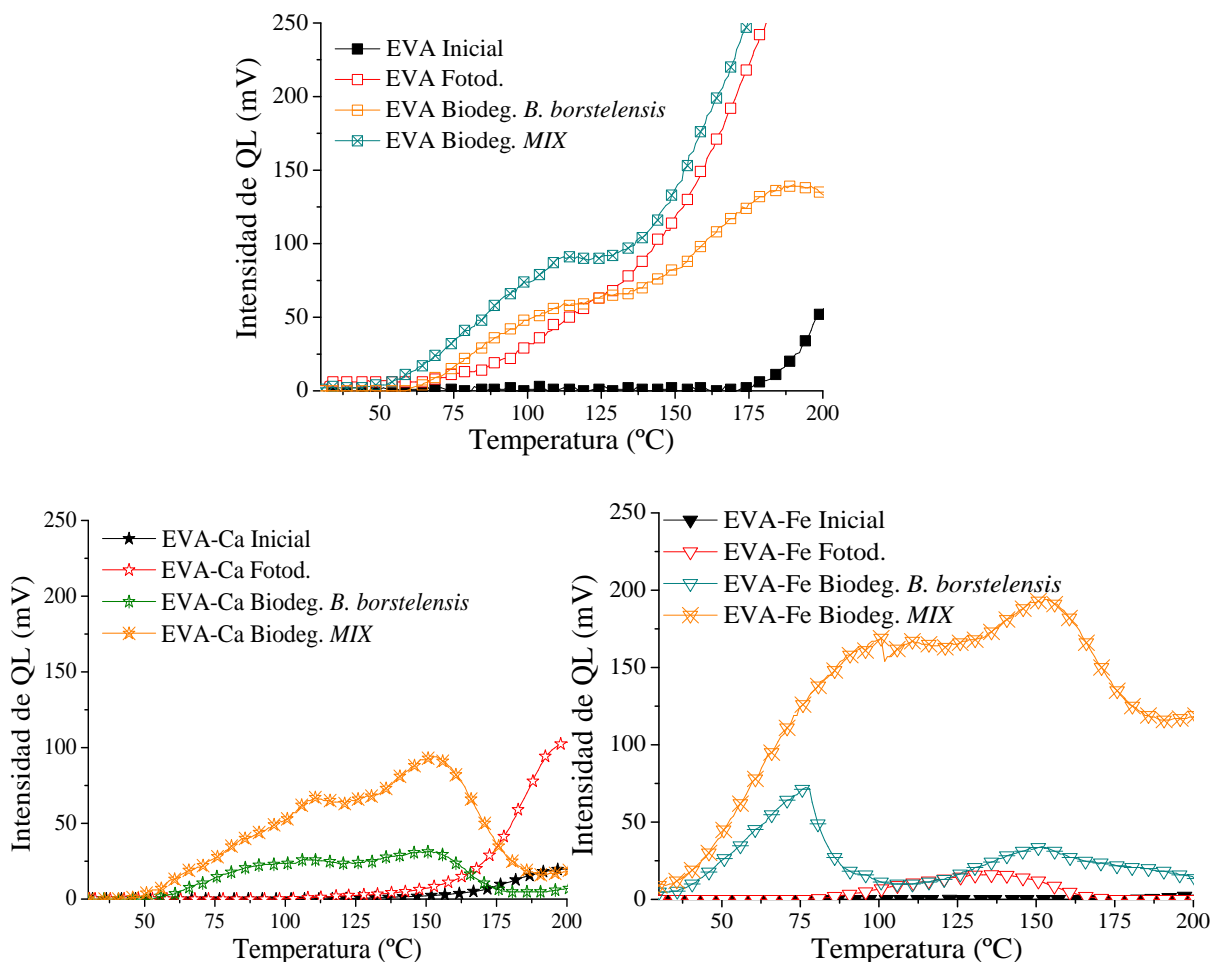 250
200
150
100
50
0
Intensidad de QL (mV)
EVA Inicial
EVA Fotod.
EVA Biodeg. B. borstelensis
EVA Biodeg. MIX
50 75 100 125 150 175 200
Temperatura (ºC)
250
200
150
100
50
0
Intensidad de QL (mV)
EVA-Ca Inicial
EVA-Ca Fotod.
EVA-Ca Biodeg. B. borstelensis
EVA-Ca Biodeg. MIX
50 75 100 125 150 175 200
Temperatura (ºC)
250
200
150
100
50
0
Intensidad de QL (mV)
EVA-Fe Inicial
EVA-Fe Fotod.
EVA-Fe Biodeg. B. borstelensis
EVA-Fe Biodeg. MIX
50 75 100 125 150 175 200
Temperatura (ºC)